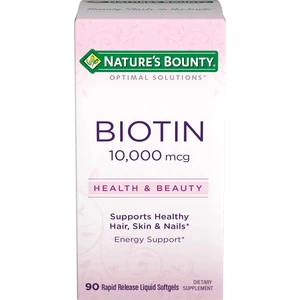 NATURE'S BOUNTY®
OPTIMAL SOLUTIONS®
BIOTIN
10,000 mcg
HEALTH & BEAUTY
Supports Healthy
Hair, Skin & Nails*
Energy Support*
90 Rapid Release Liquid Softgels
DIETARY
SUPPLEMENT